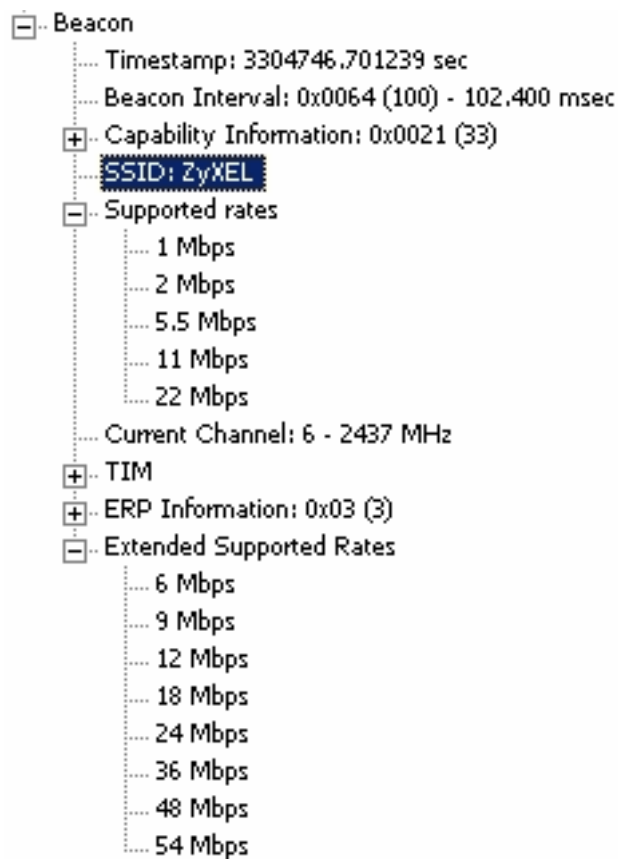 Beacon
Timestamp: 3304746.701239 sec
Beacon Interval: 0x0064 (100) - 102.400 msec
Capability Information: 0x0021 (33)
SSID: ZyXEL
Supported rates
1 Mbps
2 Mbps
5.5 Mbps
11 Mbps
22 Mbps
Current Channel: 6 - 2437 MHz
TIM
ERP Information: 0x03 (3)
Extended Supported Rates
6 Mbps
9 Mbps
12 Mbps
18 Mbps
24 Mbps
36 Mbps
48 Mbps
54 Mbps